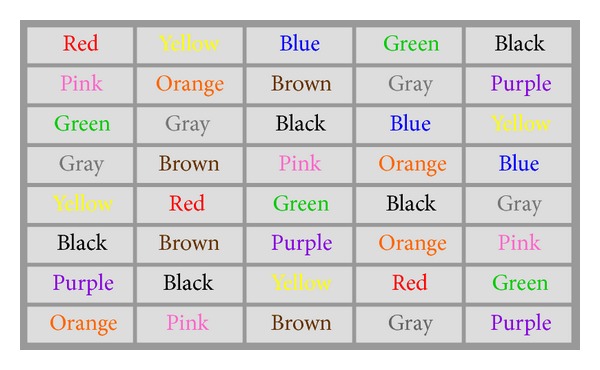 Red Yellow Blue Green Black
Pink Orange Brown Gray Purple
Green Gray Black Blue Yellow
Gray Brown Pink Orange Blue
Yellow Red Green Black Gray
Black Brown Purple Orange Pink
Purple Black Yellow Red Green
Orange Pink Brown Gray Purple